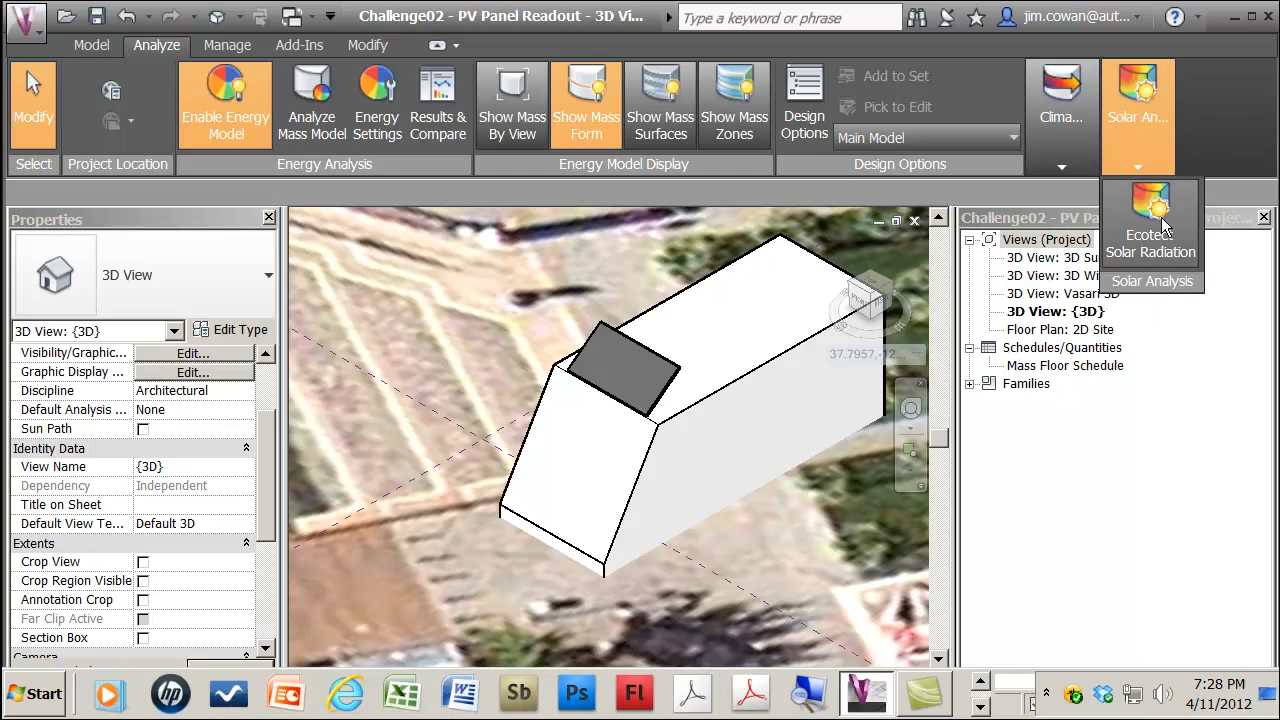 Challenge02 - PV Panel Readout - 3D Vi...
Type a keyword or phrase
jim.cowan@aut...
Model
Analyze
Manage
Add-Ins
Modify
Modify
Enable Energy
Model
Analyze
Mass Model
Energy
Settings
Results &
Compare
Show Mass
By View
Show Mass
Form
Show Mass
Surfaces
Show Mass
Zones
Design
Options
Add to Set
Pick to Edit
Main Model
Clima...
Solar An...
Select
Project Location
Energy Analysis
Energy Model Display
Design Options
Ecotect
Solar Radiation
Solar Analysis
Properties
3D View
3D View: {3D}
Edit Type
Visibility/Graphic...
Edit...
Graphic Display ...
Edit...
Discipline
Architectural
Default Analysis ...
None
Sun Path
Identity Data
View Name
{3D}
Dependency
Independent
Title on Sheet
Default View Te...
Default 3D
Extents
Crop View
Crop Region Visible
Annotation Crop
Far Clip Active
Section Box
Camera
37.7957,-12...
Challenge02 - PV Pa
rojec...
Views (Project)
3D View: 3D Su
3D View: 3D Wi
3D View: Vasari 3D
3D View: {3D}
Floor Plan: 2D Site
Schedules/Quantities
Mass Floor Schedule
Families
Start
Sb
Ps
Fl
7:28 PM
4/11/2012